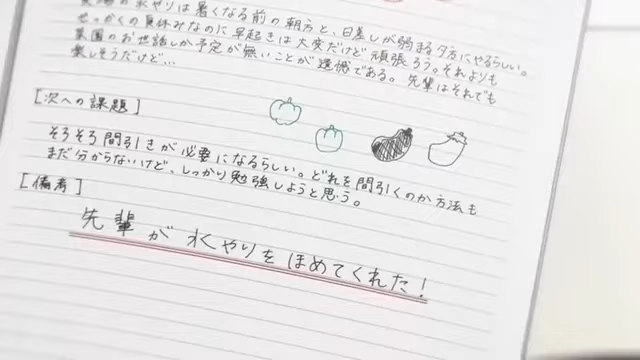 の水やりは暑くなる前の朝方と、日差しが弱まる夕方にやるらしい。
せっかくの夏休みなのに早起きは大変だけど頑張ろう。それよりも
菜園のお世話しか予定が無いことが遺憾である。先輩はそれでも
楽しそうだけど…
[次への課題]
そろそろ間引きが必要になるらしい。どれを間引くのか方法も
まだ分からないけど、しっかり勉強しようと思う。
[備考]
先輩が水やりをほめてくれた!